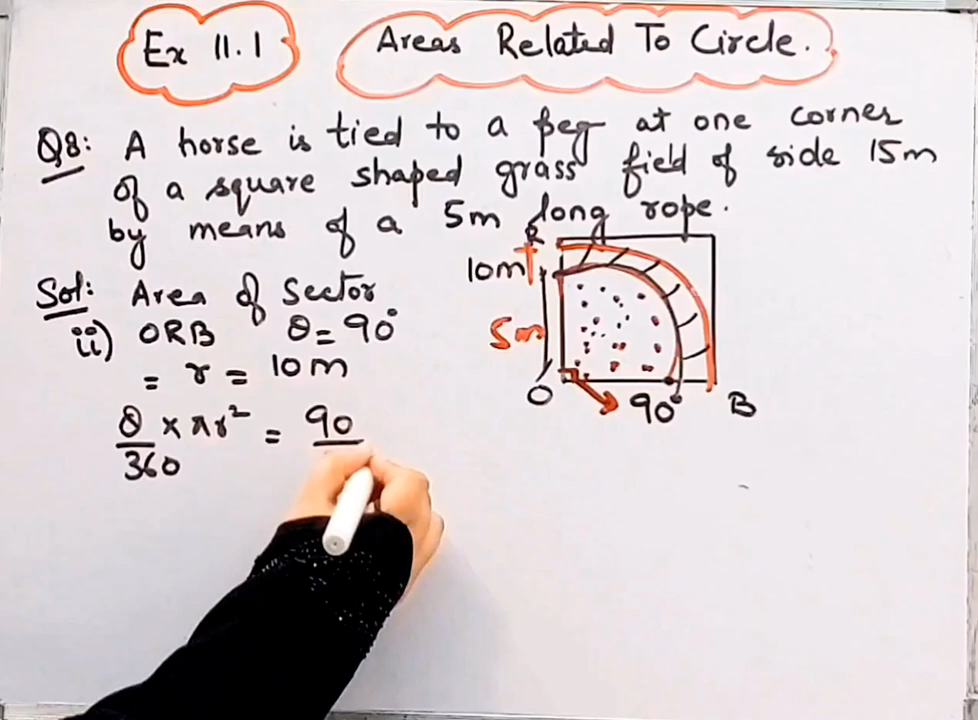 Ex 11.1 Areas Related To Circle.
Q8: A horse is tied to a peg at one corner
of a square shaped grass field of side 15m
by means of a 5m long rope.
R
10m
5m
O 90° B
Sol: Area of Sector
ii) ORB θ = 90°
= r = 10m
θ/360 × πr² = 90